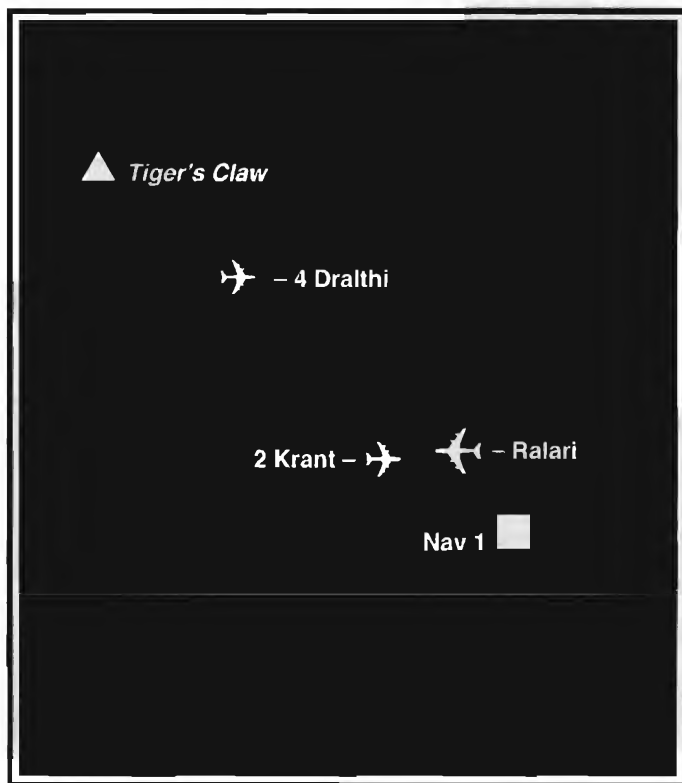 Tiger's Claw
– 4 Dralthi
2 Krant –
– Ralari
Nav 1